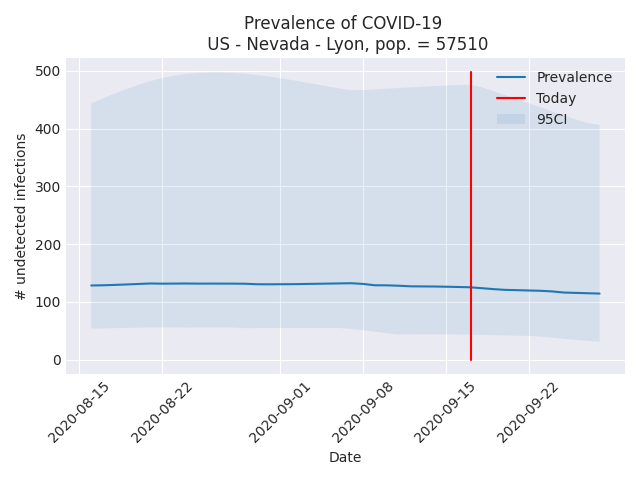 Prevalence of COVID-19
US - Nevada - Lyon, pop. = 57510
# undetected infections
500
400
300
200
100
0
Prevalence
Today
95CI
2020-08-15
2020-08-22
2020-09-01
2020-09-08
2020-09-15
2020-09-22
Date